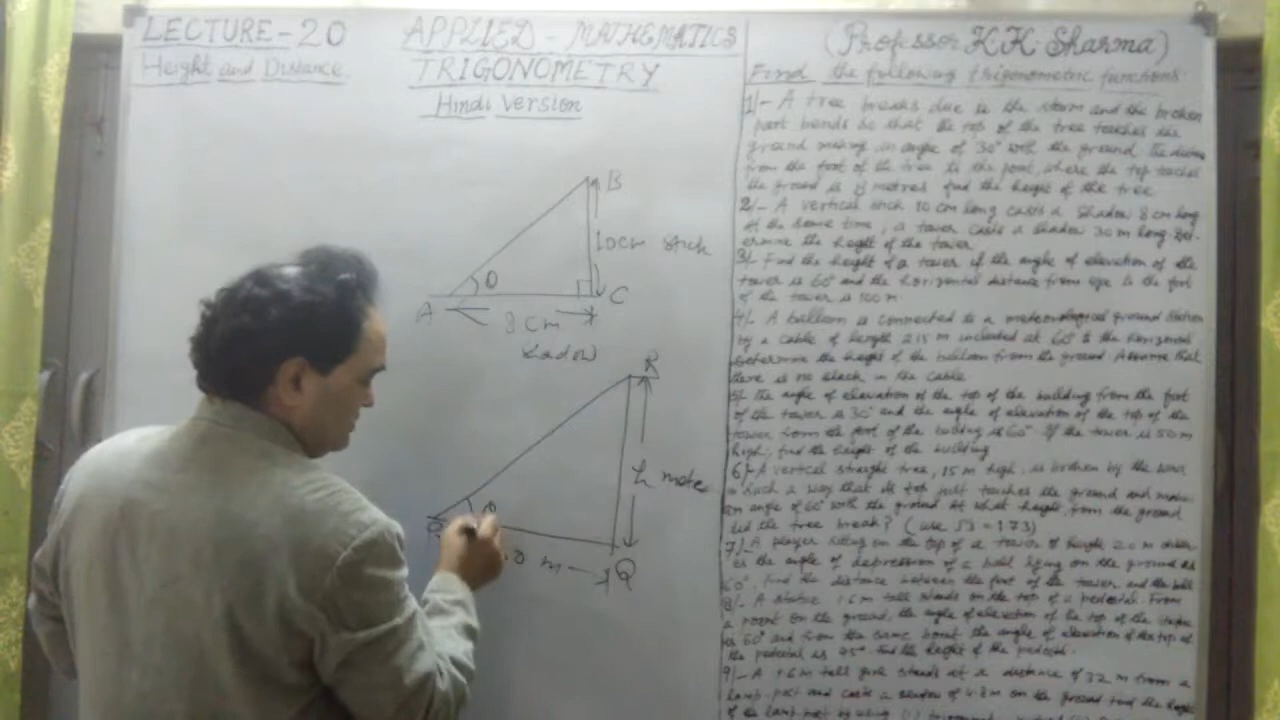 LECTURE-20
Height and Distance
APPLIED - MATHEMATICS
TRIGONOMETRY
Hindi Version
B
10cm stick
θ
A
C
8 cm
R
h mete
θ
m
Q
(Professor K.K. Sharma)
Find the following trigonometric functions.
1/- A tree breaks due to the storm and the broken
part bends so that the top of the tree touches the
ground making an angle of 30° with the ground. The
from the foot of the tree to the point, where the top touches
the ground is 8 metres find the height of the tree
2/- A vertical stick 10 cm long casts a shadow 8 cm long
At the same time, a tower casts a shadow 30 m long Det-
ermine the height of the tower
3/- Find the height of a tower if the angle of elevation of the
tower is 60° and the horizontal distance from eye to the foot
of the tower is 100 m
4/- A balloon is connected to a meteorological ground station
by a cable of length 215 m at 60° to the horizontal
determine the height of the balloon from the ground Assume that
there is no slack in the cable
5/- The angle of elevation of the top of the building from the foot
of the tower is 30° and the angle of elevation of the top of the
tower from the foot of the building is 60° If the tower is 50 m
high, find the height of the building
6/- A vertical straight tree, 15 m high, is broken by the wind
in such a way that its top just touches the ground and makes
an angle of 60° with the ground At what height from the ground
did the tree break? (use √3 = 1.73)
7/- A player sitting on the top of a tower of height 20 m
the angle of depression of a ball lying on the ground as
60°. Find the distance between the foot of the tower and the ball
8/- A statue 1.6 m tall stands on the top of a pedestal. From
a point on the ground, the angle of elevation of the top of the
is 60° and from the same point the angle of elevation of the top of
the pedestal is 45°. Find the height of the
9/- A 1.6 m tall girl stands at a distance of 3.2 m from a
lamp-post and casts a shadow of 4.8 m on the ground find the height
of the lamp post by using